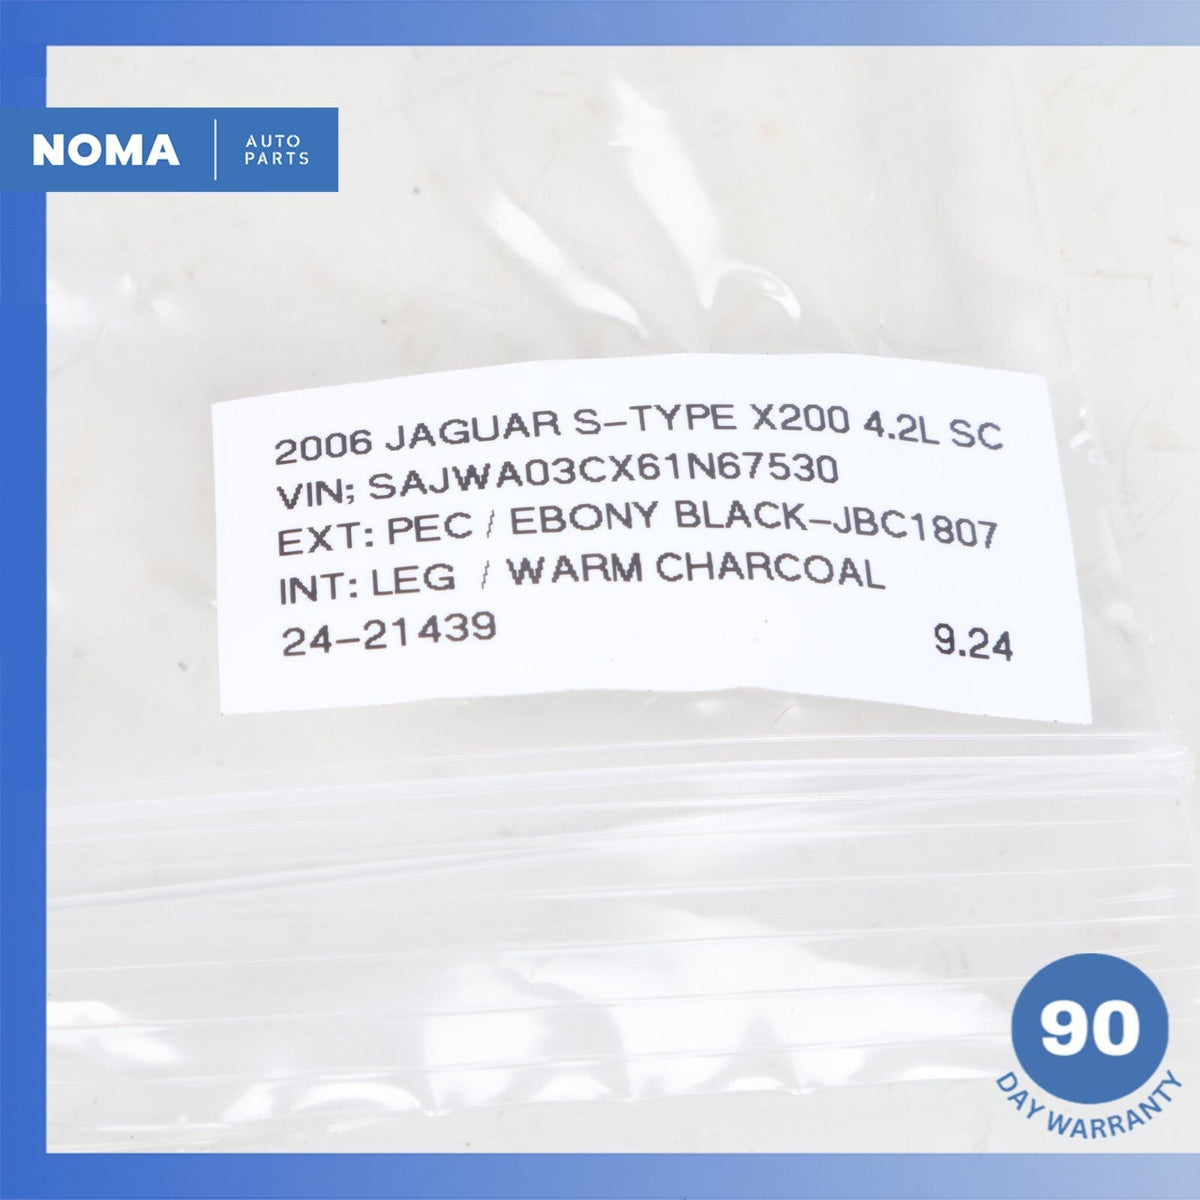 NOMA
AUTO
PARTS
2006 JAGUAR S-TYPE X200 4.2L SC
VIN; SAJWA03CX61N67530
EXT: PEC / EBONY BLACK-JBC1807
INT: LEG / WARM CHARCOAL
24-21439 9.24
90
DAY WARRANTY